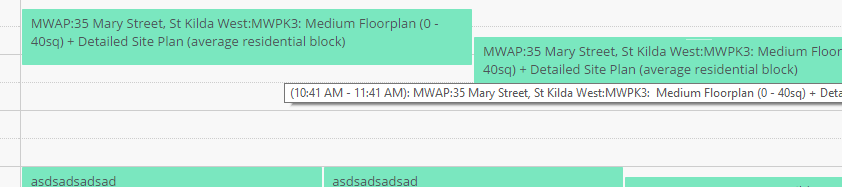 MWAP:35 Mary Street, St Kilda West:MWPK3: Medium Floorplan (0 -
40sq) + Detailed Site Plan (average residential block)
MWAP:35 Mary Street, St Kilda West:MWPK3: Medium Floor
40sq) + Detailed Site Plan (average residential block)
(10:41 AM - 11:41 AM): MWAP:35 Mary Street, St Kilda West:MWPK3: Medium Floorplan (0 - 40sq) + Deta
asdsadsadsad
asdsadsadsad